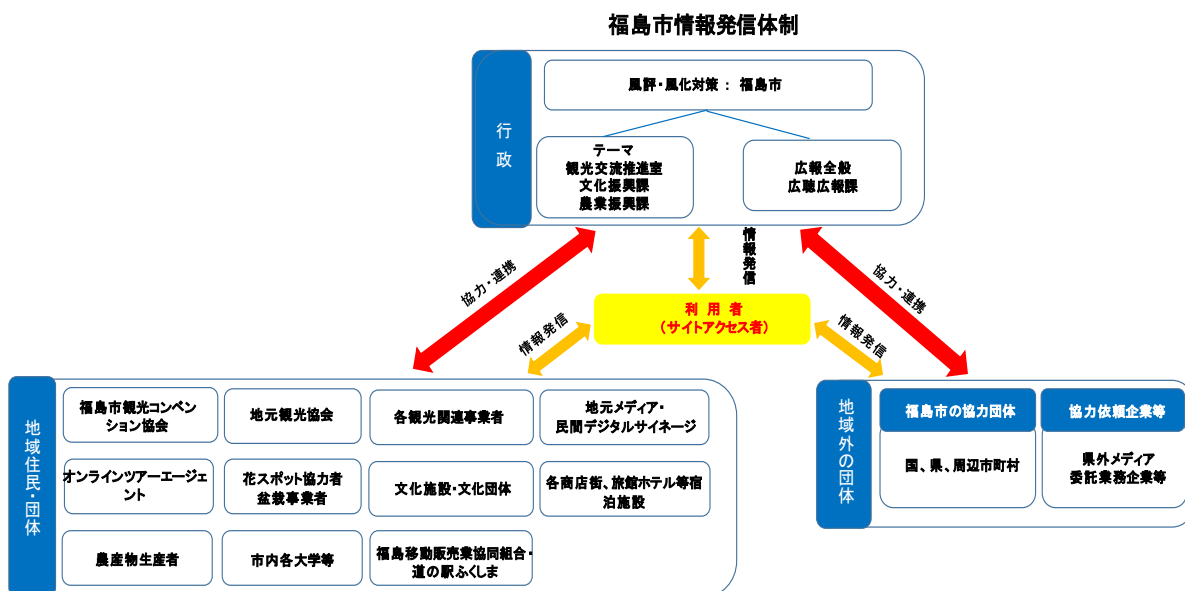 福島市情報発信体制
行政
風評・風化対策 ： 福島市
テーマ
観光交流推進室
文化振興課
農業振興課
広報全般
広聴広報課
協力・連携
情報発信
協力・連携
利用者
（サイトアクセス者）
情報発信
情報発信
地域住民・団体
福島市観光コンベン
ション協会
地元観光協会
各観光関連事業者
地元メディア・
民間デジタルサイネージ
オンラインツアーエージェ
ント
花スポット協力者
盆栽事業者
文化施設・文化団体
各商店街、旅館ホテル等宿
泊施設
農産物生産者
市内各大学等
福島移動販売業協同組合・
道の駅ふくしま
地域外の団体
福島市の協力団体
国、県、周辺市町村
協力依頼企業等
県外メディア
委託業務企業等